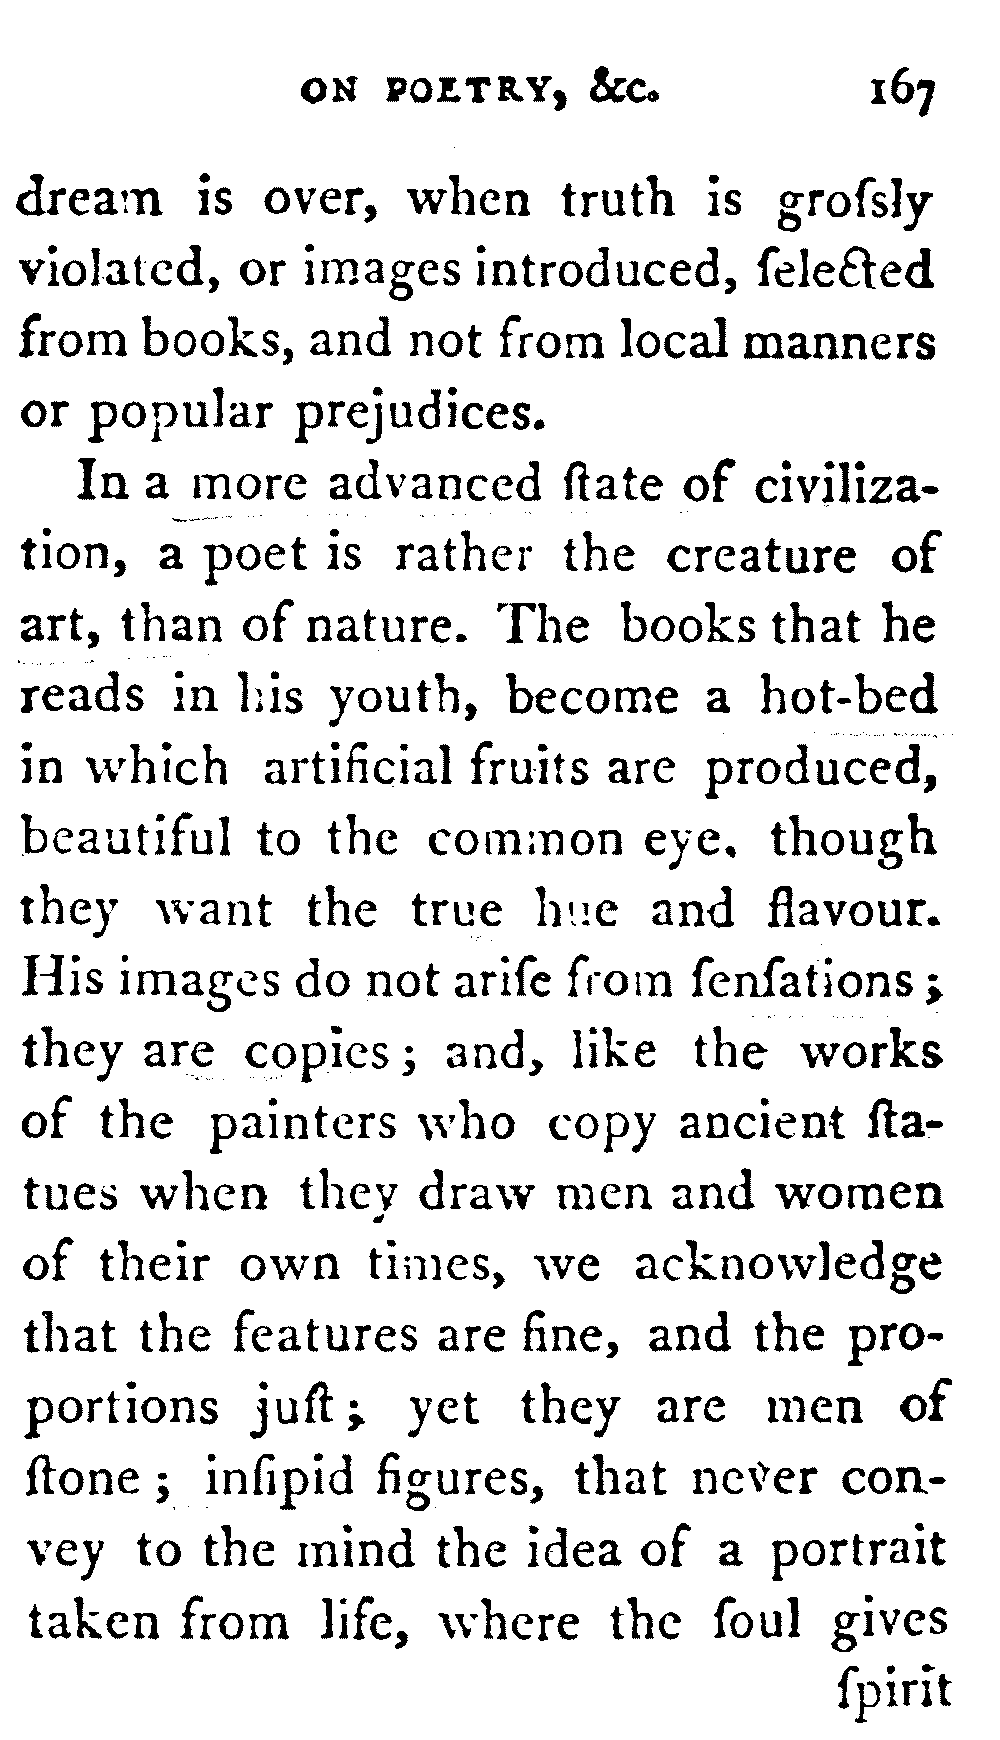 ON POETRY, &c. 167
dream is over, when truth is groſsly
violated, or images introduced, ſelected
from books, and not from local manners
or popular prejudices.
In a more advanced ſtate of civiliza-
tion, a poet is rather the creature of
art, than of nature. The books that he
reads in his youth, become a hot-bed
in which artificial fruits are produced,
beautiful to the common eye, though
they want the true hue and flavour.
His images do not ariſe from ſenſations;
they are copies; and, like the works
of the painters who copy ancient ſta-
tues when they draw men and women
of their own times, we acknowledge
that the features are fine, and the pro-
portions juſt; yet they are men of
ſtone; inſipid figures, that never con-
vey to the mind the idea of a portrait
taken from life, where the ſoul gives
ſpirit